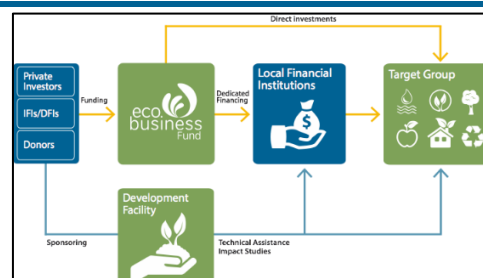 Direct investments
Private
Investors
IFIs/DFIs
Donors
Funding
eco.
business
Fund
Dedicated
Financing
Local Financial
Institutions
$
Target Group
Development
Facility
Sponsoring
Technical Assistance
Impact Studies